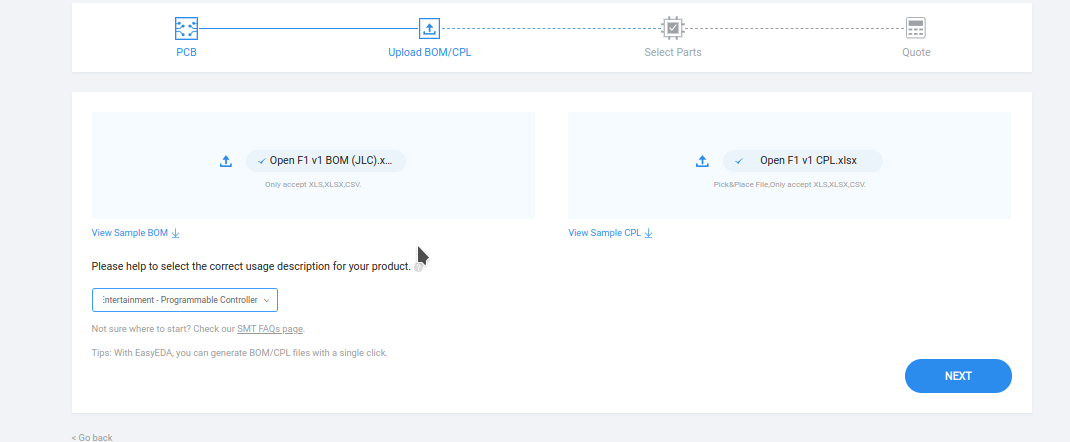 PCB
Upload BOM/CPL
Select Parts
Quote
Open F1 v1 BOM (JLC).x...
Only accept XLS,XLSX,CSV.
Open F1 v1 CPL.xlsx
Pick&Place File,Only accept XLS,XLSX,CSV.
View Sample BOM
View Sample CPL
Please help to select the correct usage description for your product. ?
Entertainment - Programmable Controller
Not sure where to start? Check our SMT FAQs page.
Tips: With EasyEDA, you can generate BOM/CPL files with a single click.
NEXT
< Go back